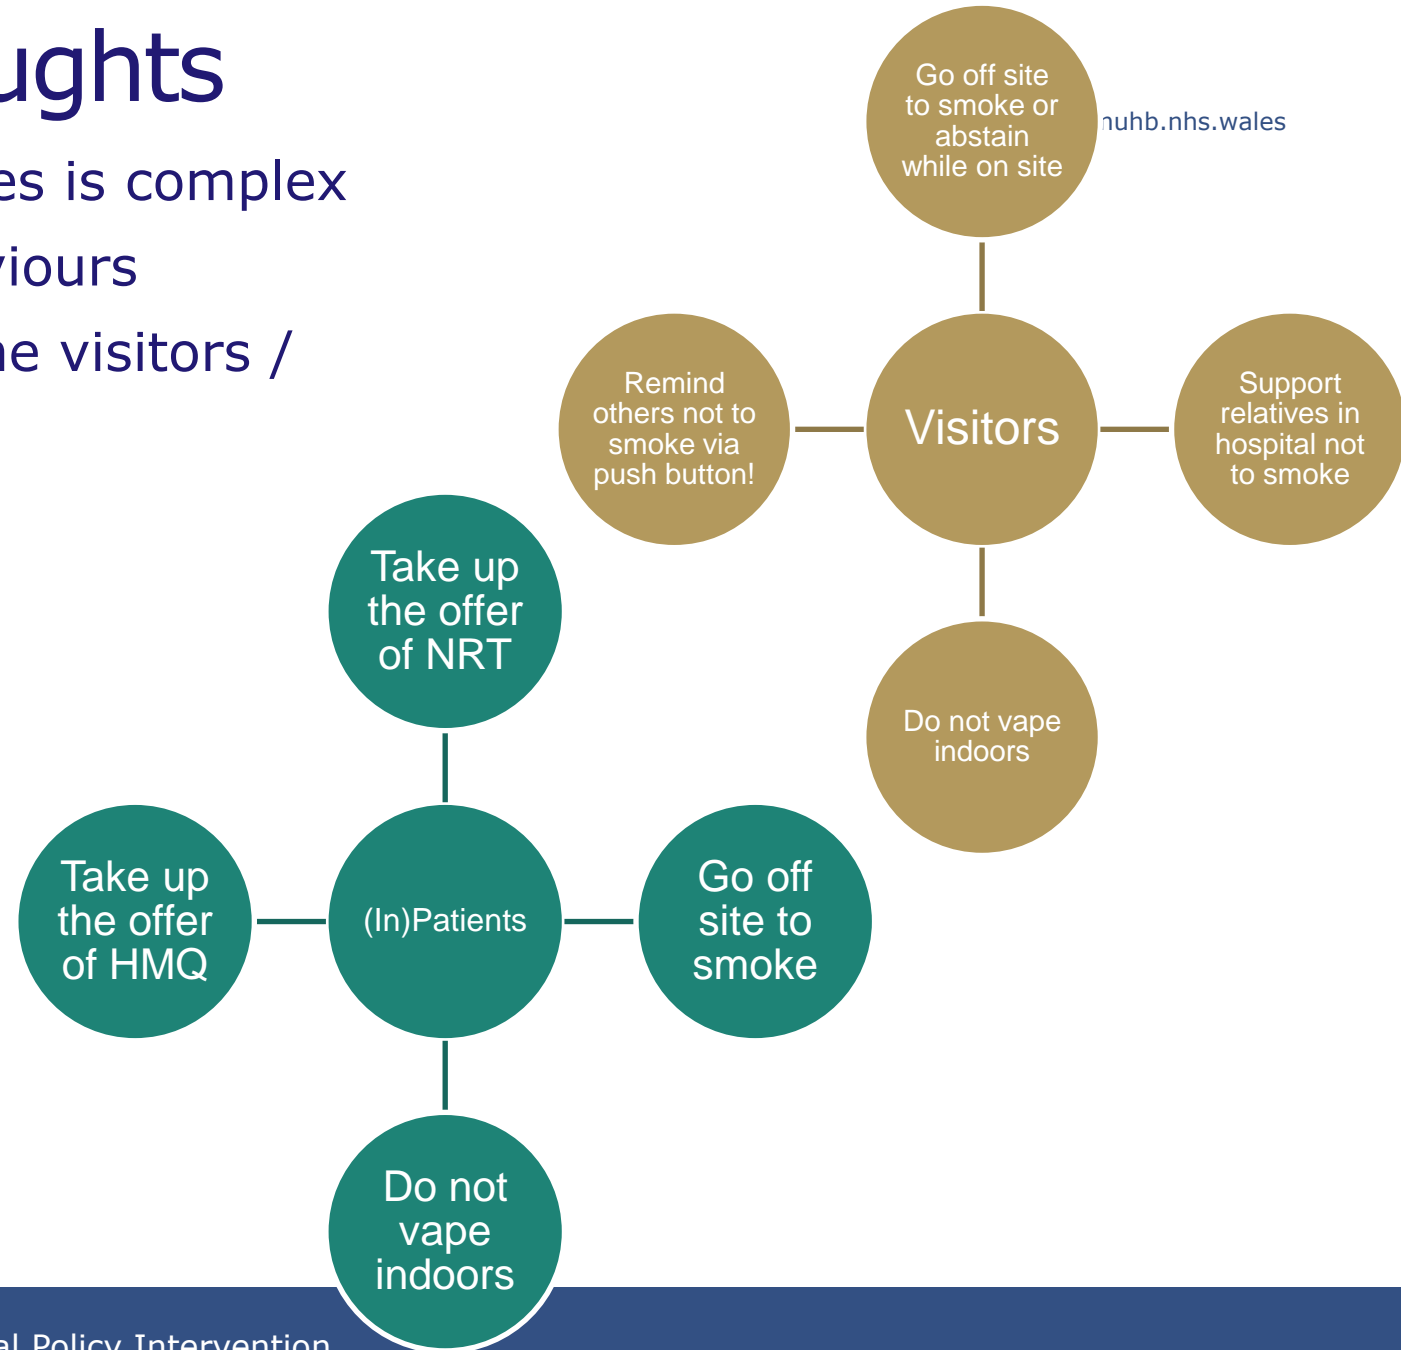 ughts
es is complex
viours
ne visitors /
nuhb.nhs.wales
Go off site
to smoke or
abstain
while on site
Remind
others not to
smoke via
push button!
Visitors
Support
relatives in
hospital not
to smoke
Do not vape
indoors
Take up
the offer
of NRT
Take up
the offer
of HMQ
(In)Patients
Go off
site to
smoke
Do not
vape
indoors
al Policy Intervention